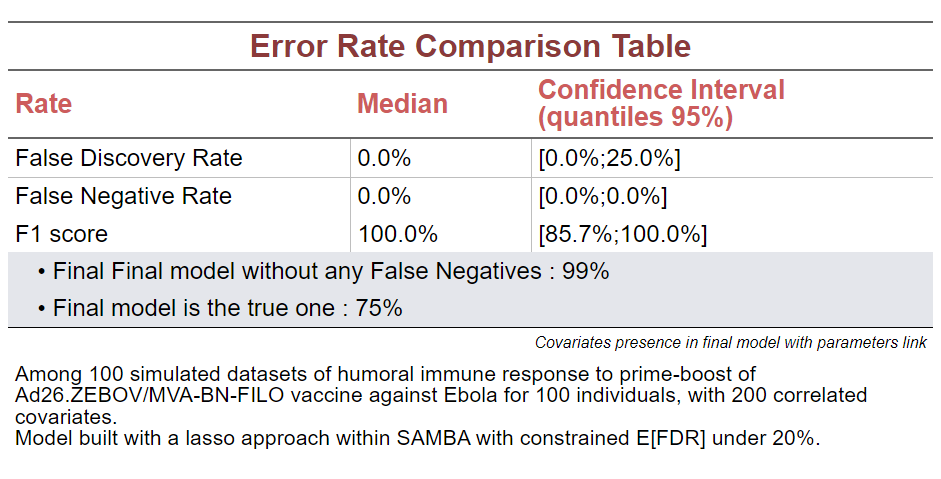 Error Rate Comparison Table
Rate Median Confidence Interval (quantiles 95%)
False Discovery Rate 0.0% [0.0%;25.0%]
False Negative Rate 0.0% [0.0%;0.0%]
F1 score 100.0% [85.7%;100.0%]
• Final Final model without any False Negatives : 99%
• Final model is the true one : 75%
Covariates presence in final model with parameters link
Among 100 simulated datasets of humoral immune response to prime-boost of
Ad26.ZEBOV/MVA-BN-FILO vaccine against Ebola for 100 individuals, with 200 correlated
covariates.
Model built with a lasso approach within SAMBA with constrained E[FDR] under 20%.